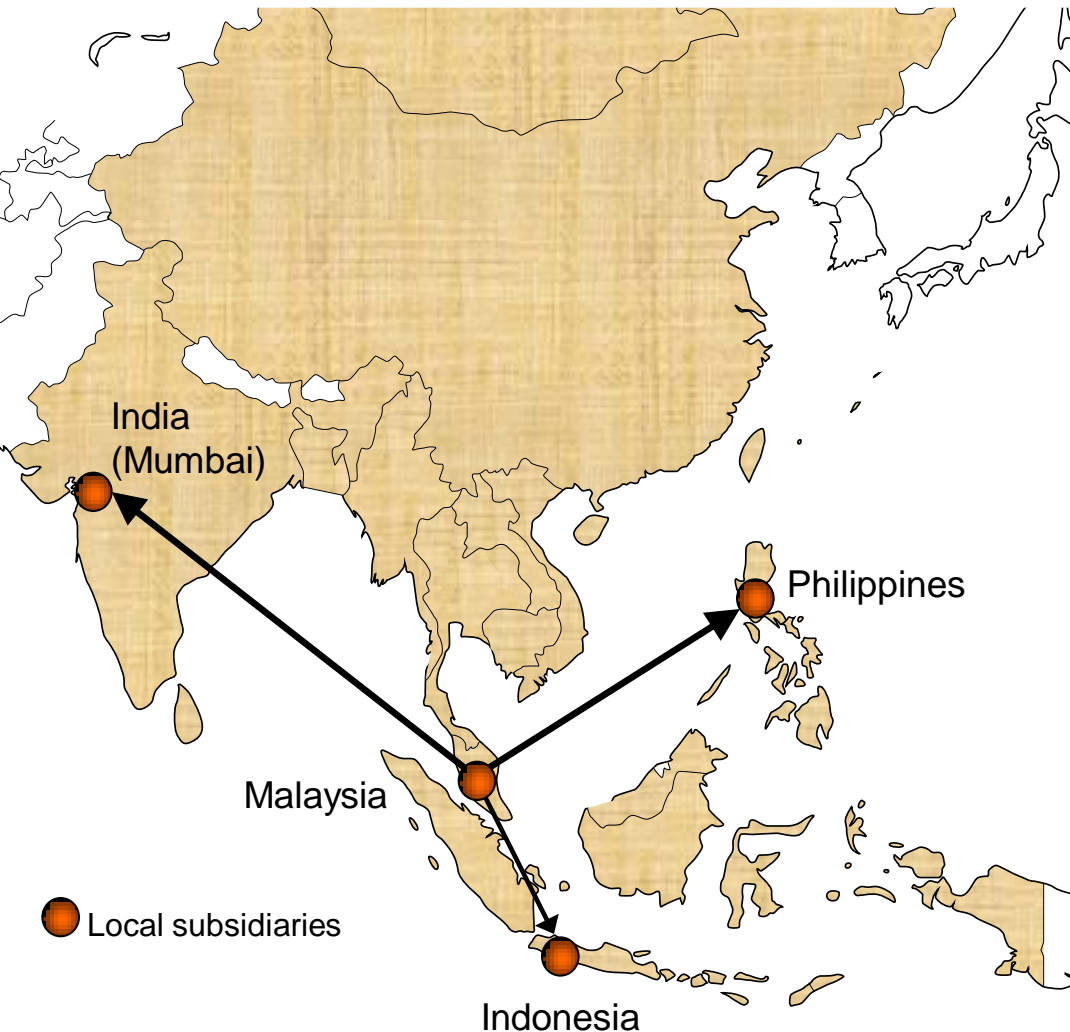 India
(Mumbai)
Philippines
Malaysia
Local subsidiaries
Indonesia